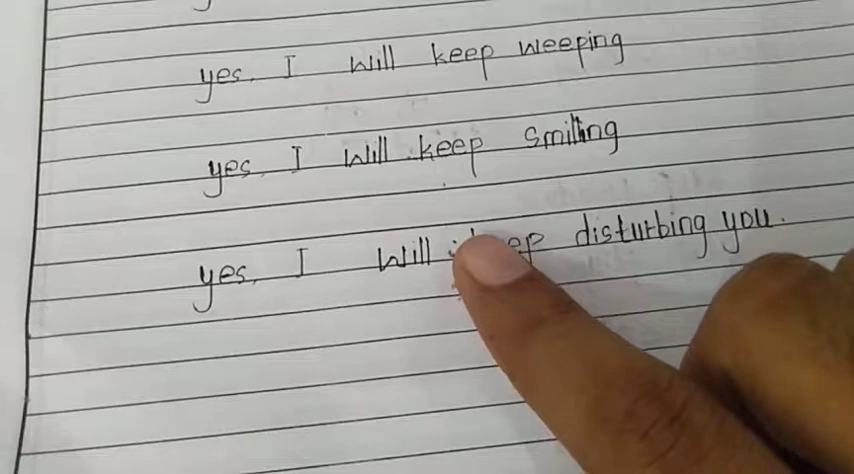 yes, I will keep weeping
yes, I will keep smiling
yes, I will disturbing you.